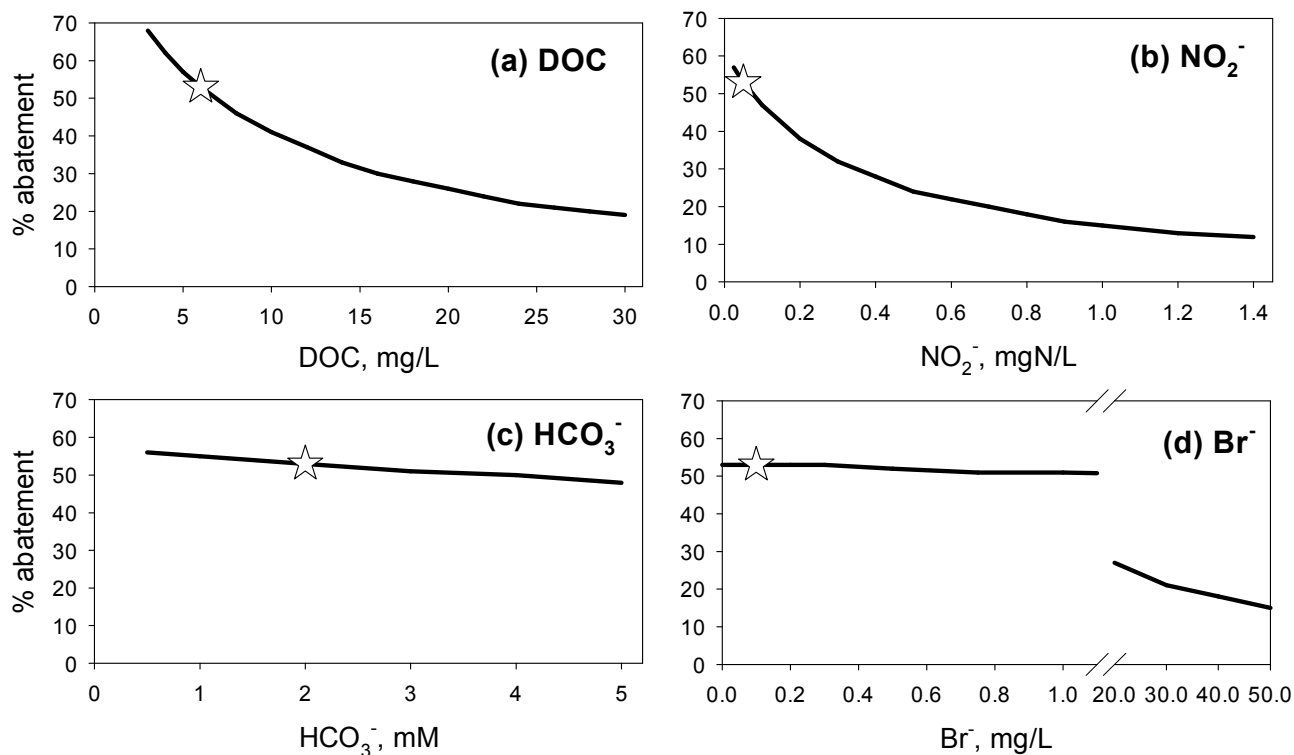 70
60
50
40
30
20
10
0
% abatement
(a) DOC
0 5 10 15 20 25 30
DOC, mg/L
70
60
50
40
30
20
10
0
(b) NO₂⁻
0.0 0.2 0.4 0.6 0.8 1.0 1.2 1.4
NO₂⁻, mgN/L
70
60
50
40
30
20
10
0
% abatement
(c) HCO₃⁻
0 1 2 3 4 5
HCO₃⁻, mM
70
60
50
40
30
20
10
0
(d) Br⁻
0.0 0.2 0.4 0.6 0.8 1.0 20.0 30.0 40.0 50.0
Br⁻, mg/L